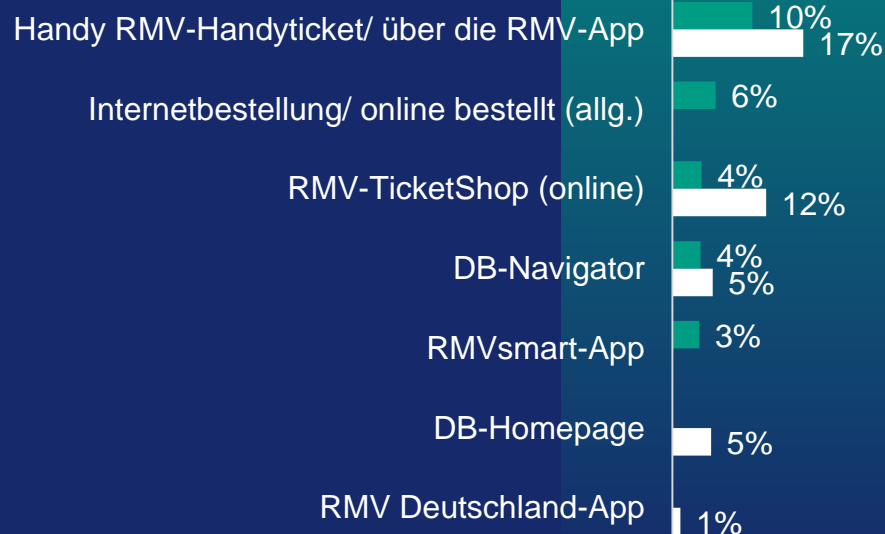 Handy RMV-Handyticket/ über die RMV-App 10%
17%
Internetbestellung/ online bestellt (allg.) 6%
RMV-TicketShop (online) 4%
12%
DB-Navigator 4%
5%
RMVsmart-App 3%
DB-Homepage 5%
RMV Deutschland-App 1%